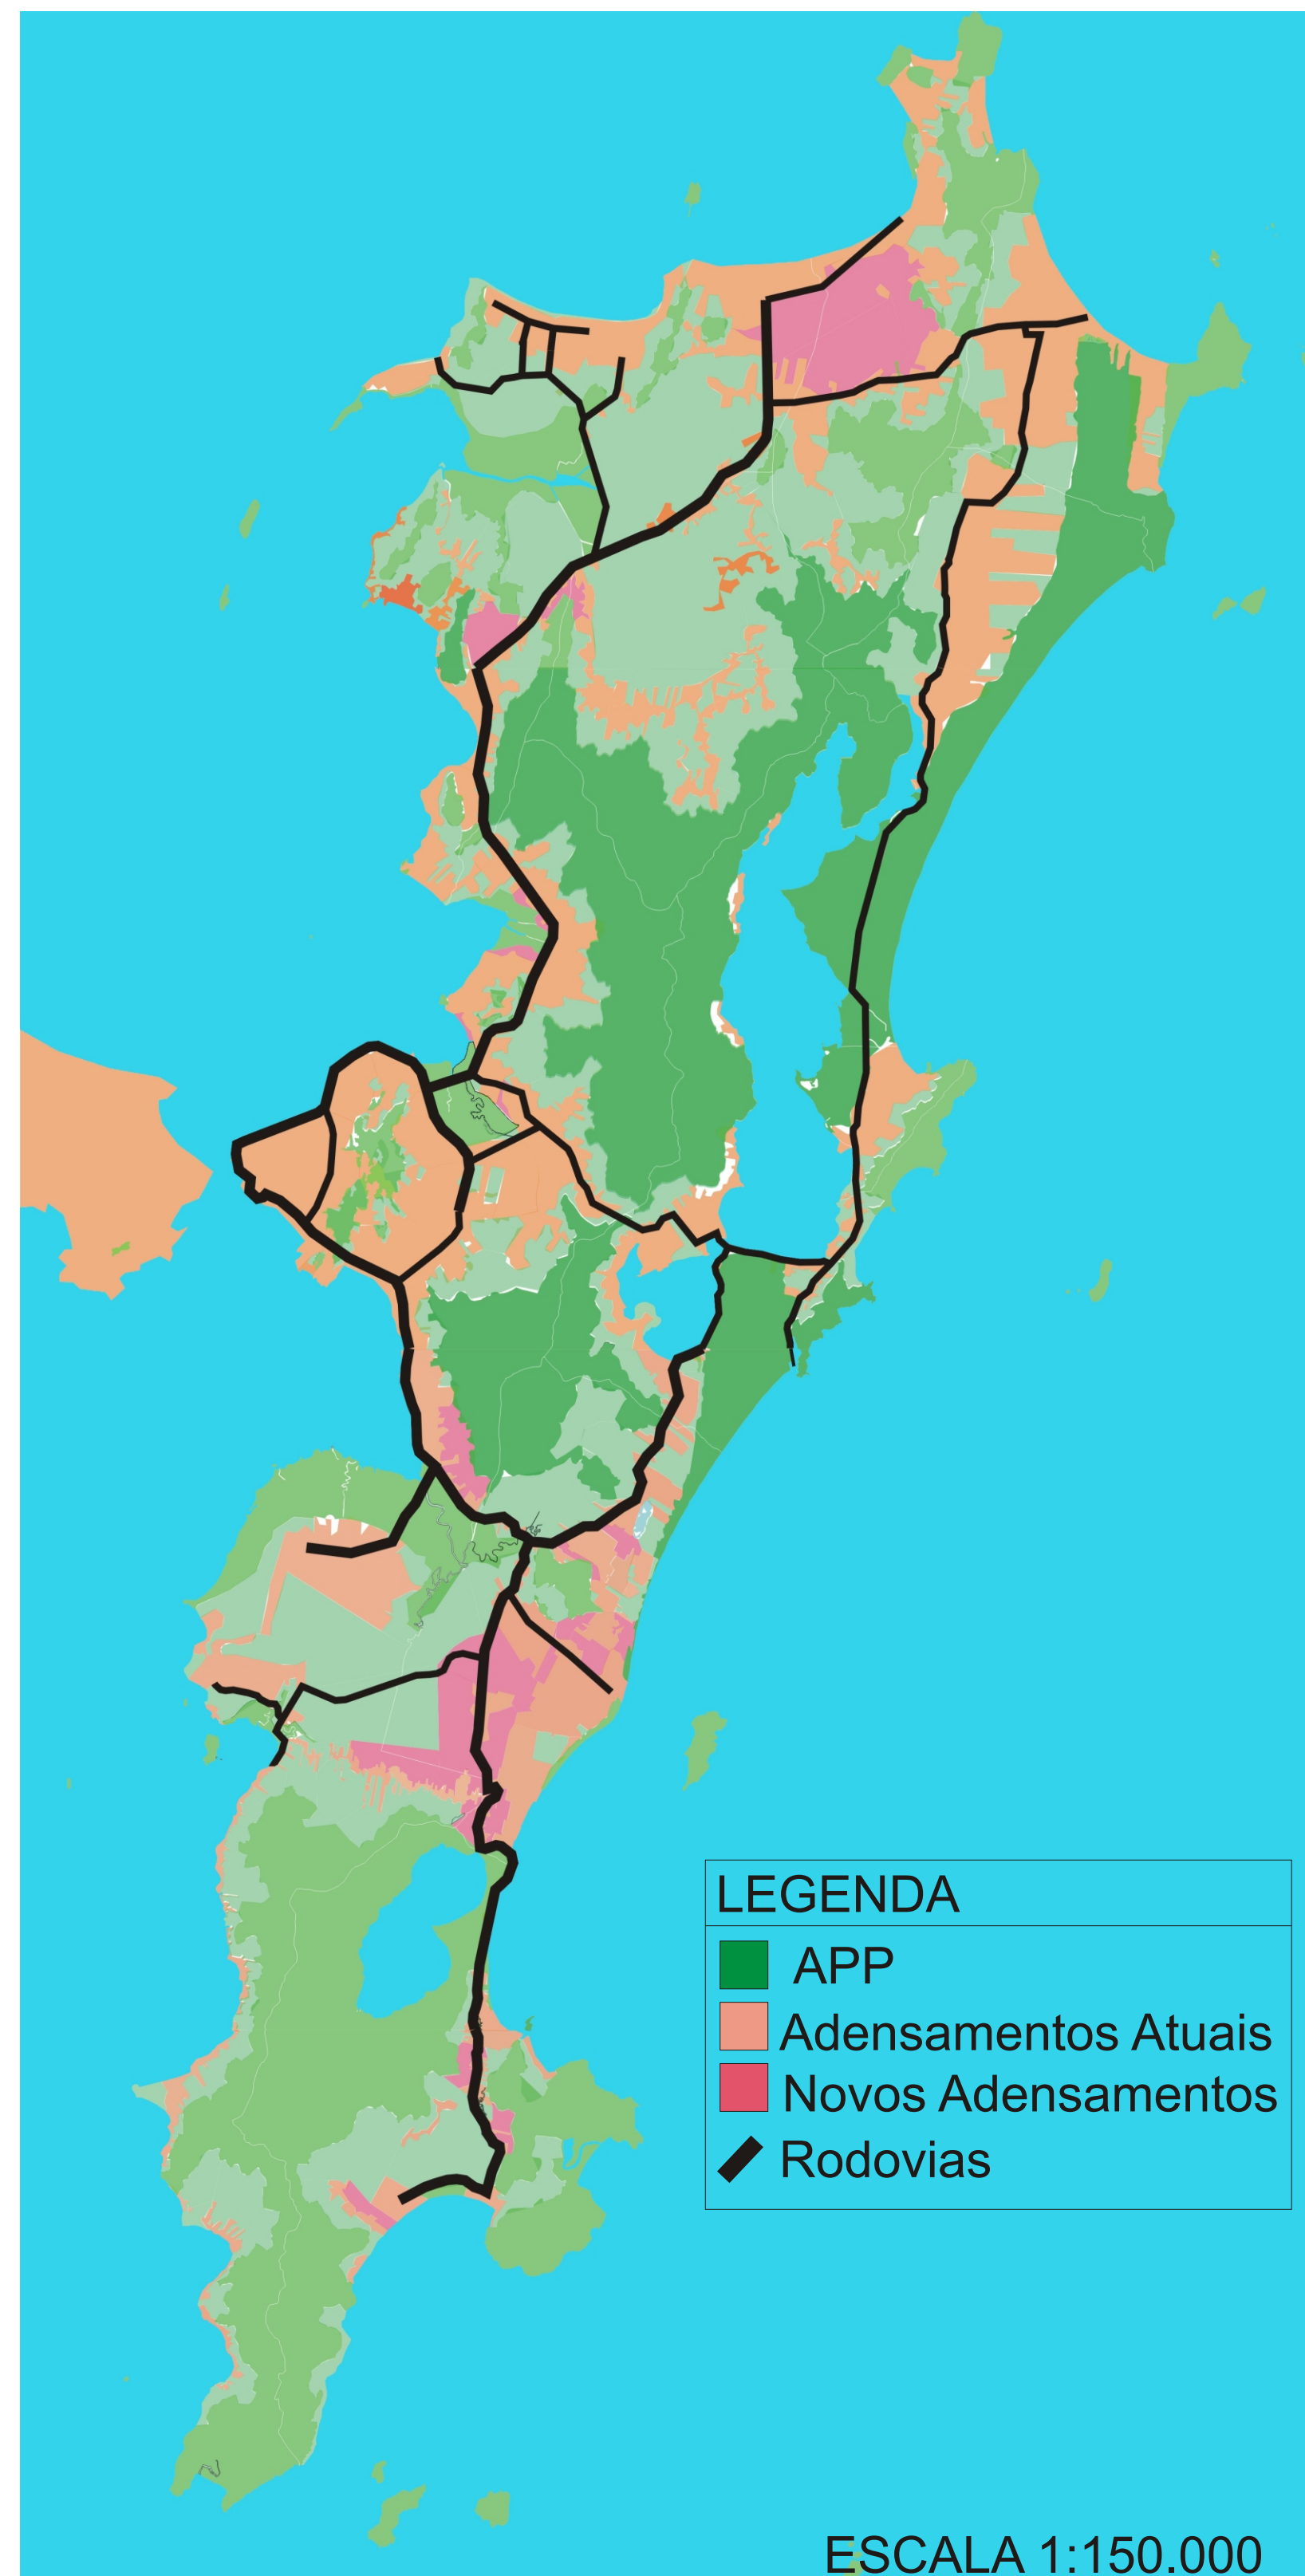 LEGENDA
APP
Adensamentos Atuais
Novos Adensamentos
Rodovias
ESCALA 1:150.000